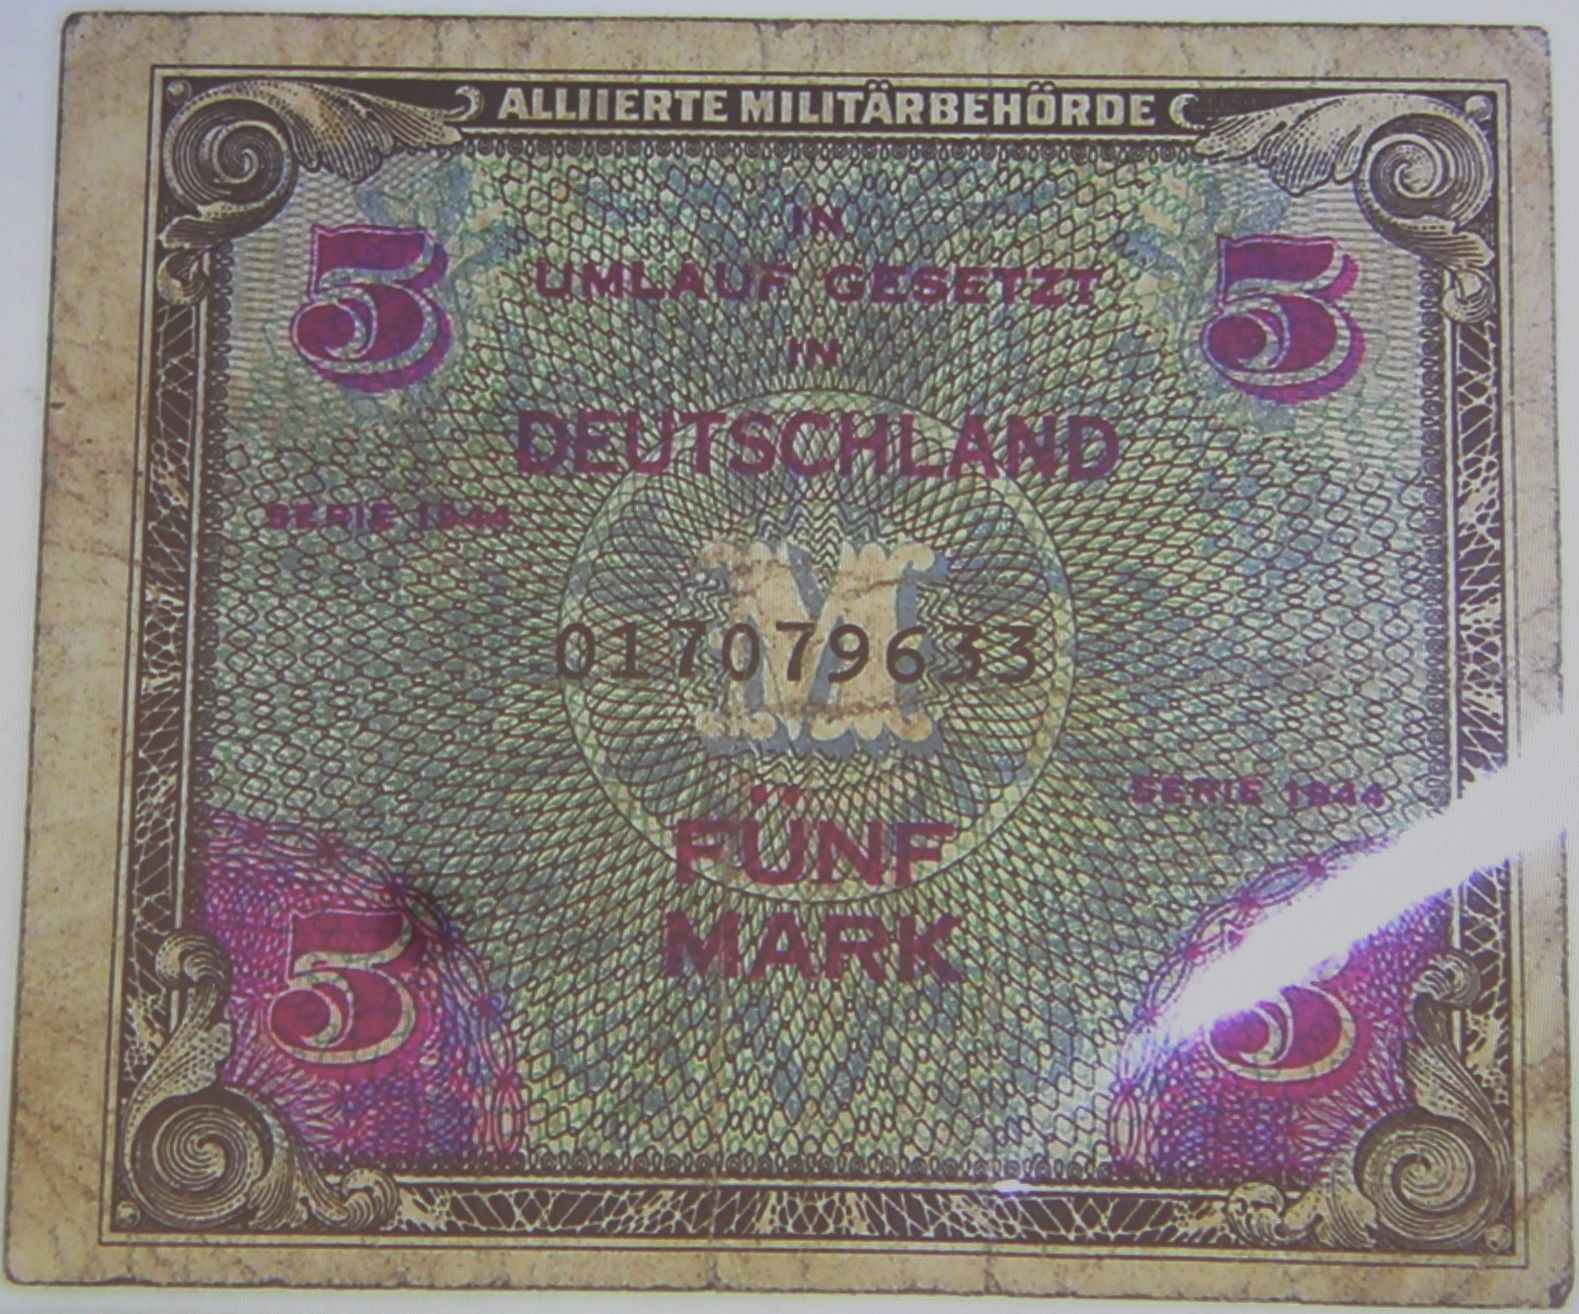 ALLIIERTE MILITÄRBEHÖRDE
IN
5 UMLAUF GESETZT 5
IN
DEUTSCHLAND
SERIE 1944
017079633
SERIE 1944
FÜNF
MARK
5 5